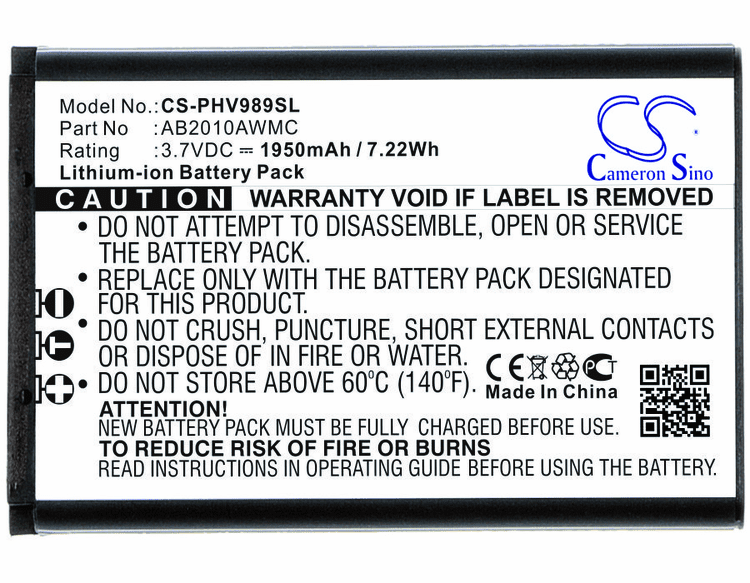 Model No.:CS-PHV989SL
Part No :AB2010AWMC
Rating :3.7VDC ⎓ 1950mAh / 7.22Wh
Lithium-ion Battery Pack
Cameron Sino
CAUTION WARRANTY VOID IF LABEL IS REMOVED
• DO NOT ATTEMPT TO DISASSEMBLE, OPEN OR SERVICE
THE BATTERY PACK.
• REPLACE ONLY WITH THE BATTERY PACK DESIGNATED
FOR THIS PRODUCT.
• DO NOT CRUSH, PUNCTURE, SHORT EXTERNAL CONTACTS
OR DISPOSE OF IN FIRE OR WATER.
• DO NOT STORE ABOVE 60°C (140°F).
CE PCT
Made In China
ATTENTION!
NEW BATTERY PACK MUST BE FULLY CHARGED BEFORE USE.
TO REDUCE RISK OF FIRE OR BURNS
READ INSTRUCTIONS IN OPERATING GUIDE BEFORE USING THE BATTERY.
- T +